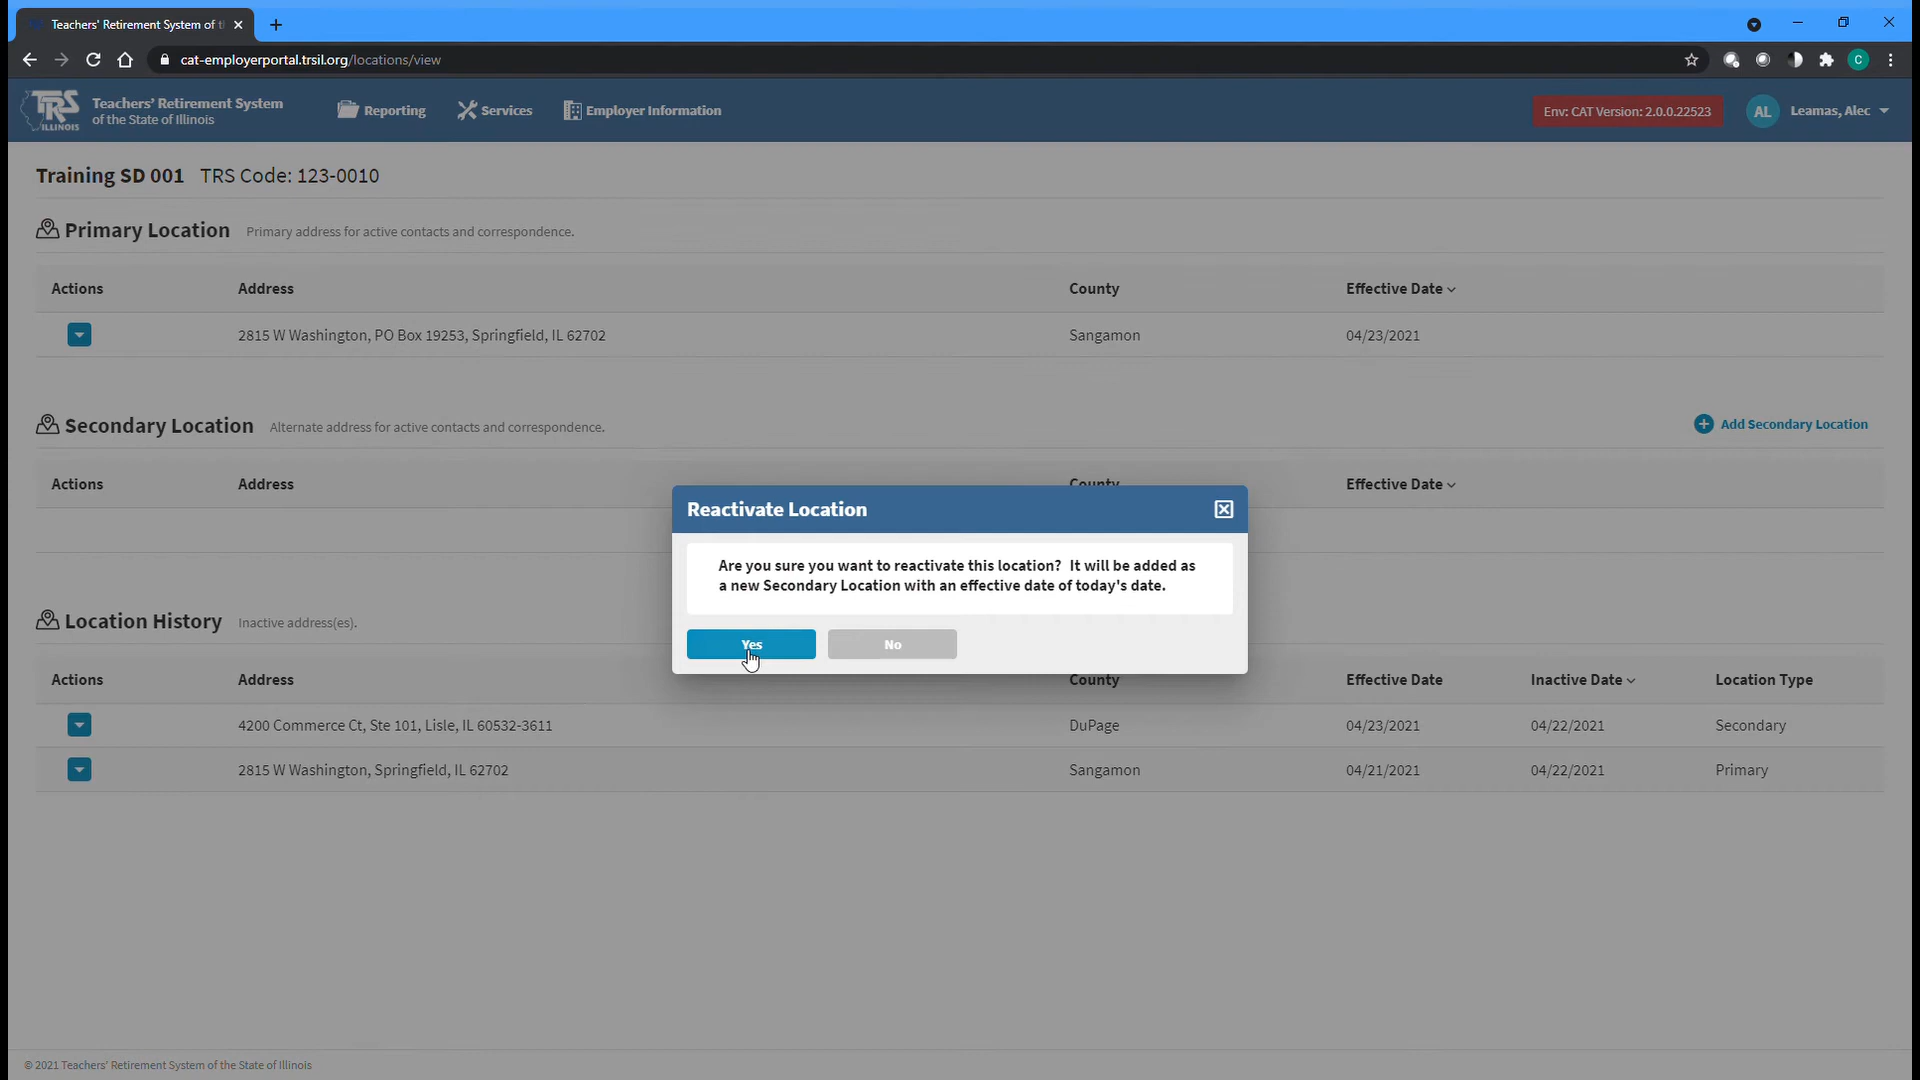 Teachers' Retirement System of t
cat-employerportal.trsil.org/locations/view
C
TRS
ILLINOIS
Teachers' Retirement System
of the State of Illinois
Reporting
Services
Employer Information
Env: CAT Version: 2.0.0.22523
AL
Leamas, Alec
Training SD 001 TRS Code: 123-0010
Primary Location Primary address for active contacts and correspondence.
Actions Address County Effective Date
2815 W Washington, PO Box 19253, Springfield, IL 62702 Sangamon 04/23/2021
Secondary Location Alternate address for active contacts and correspondence.
Add Secondary Location
Actions Address County Effective Date
Reactivate Location
Are you sure you want to reactivate this location? It will be added as
a new Secondary Location with an effective date of today's date.
Yes No
Location History Inactive address(es).
Actions Address County Effective Date Inactive Date Location Type
4200 Commerce Ct, Ste 101, Lisle, IL 60532-3611 DuPage 04/23/2021 04/22/2021 Secondary
2815 W Washington, Springfield, IL 62702 Sangamon 04/21/2021 04/22/2021 Primary
© 2021 Teachers' Retirement System of the State of Illinois